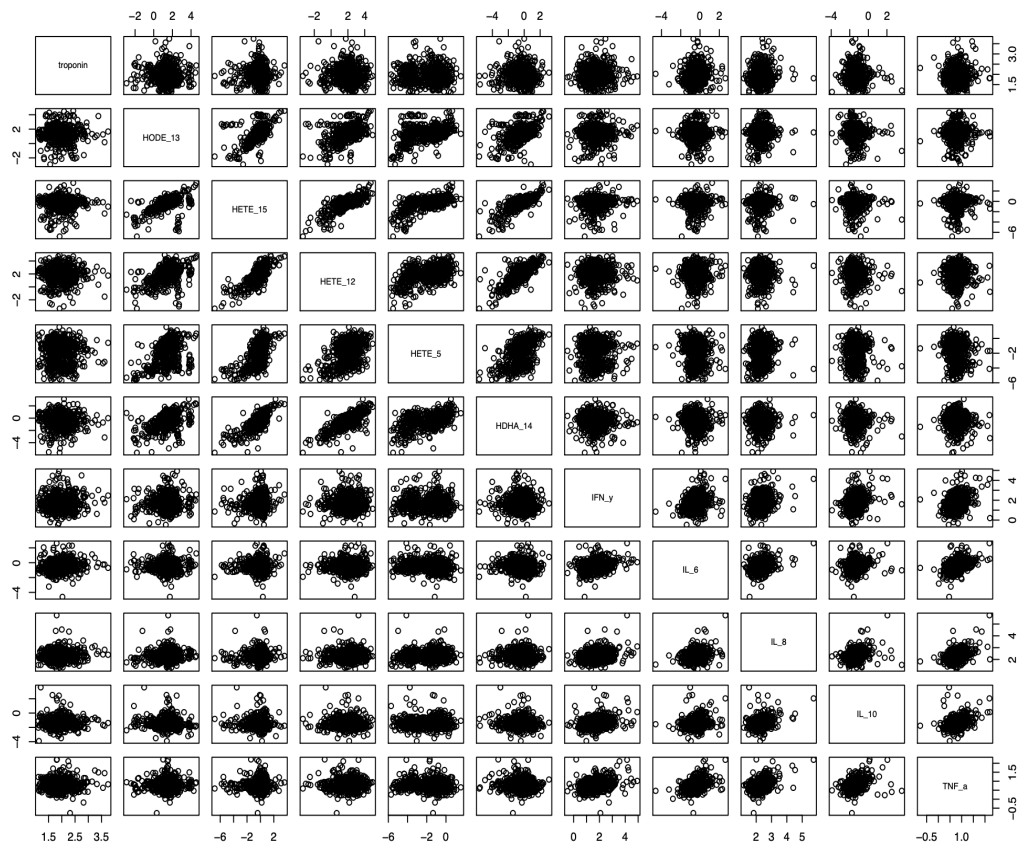 −2 0 2 4 −6 −2 2 −6 −2 0 −4 0 2 −4 0 2 −4 0 2
troponin
1.5 3.0
−2 2
HODE_13
HETE_15
−6 0
−2 2
HETE_12
HETE_5
−6 −2
−4 0
HDHA_14
IFN_y
0 2 4
−4 0
IL_6
IL_8
2 4
−4 0
IL_10
TNF_a
−0.5 1.5
1.5 2.5 3.5 −6 −2 2 −6 −2 0 0 2 4 2 3 4 5 −0.5 1.0